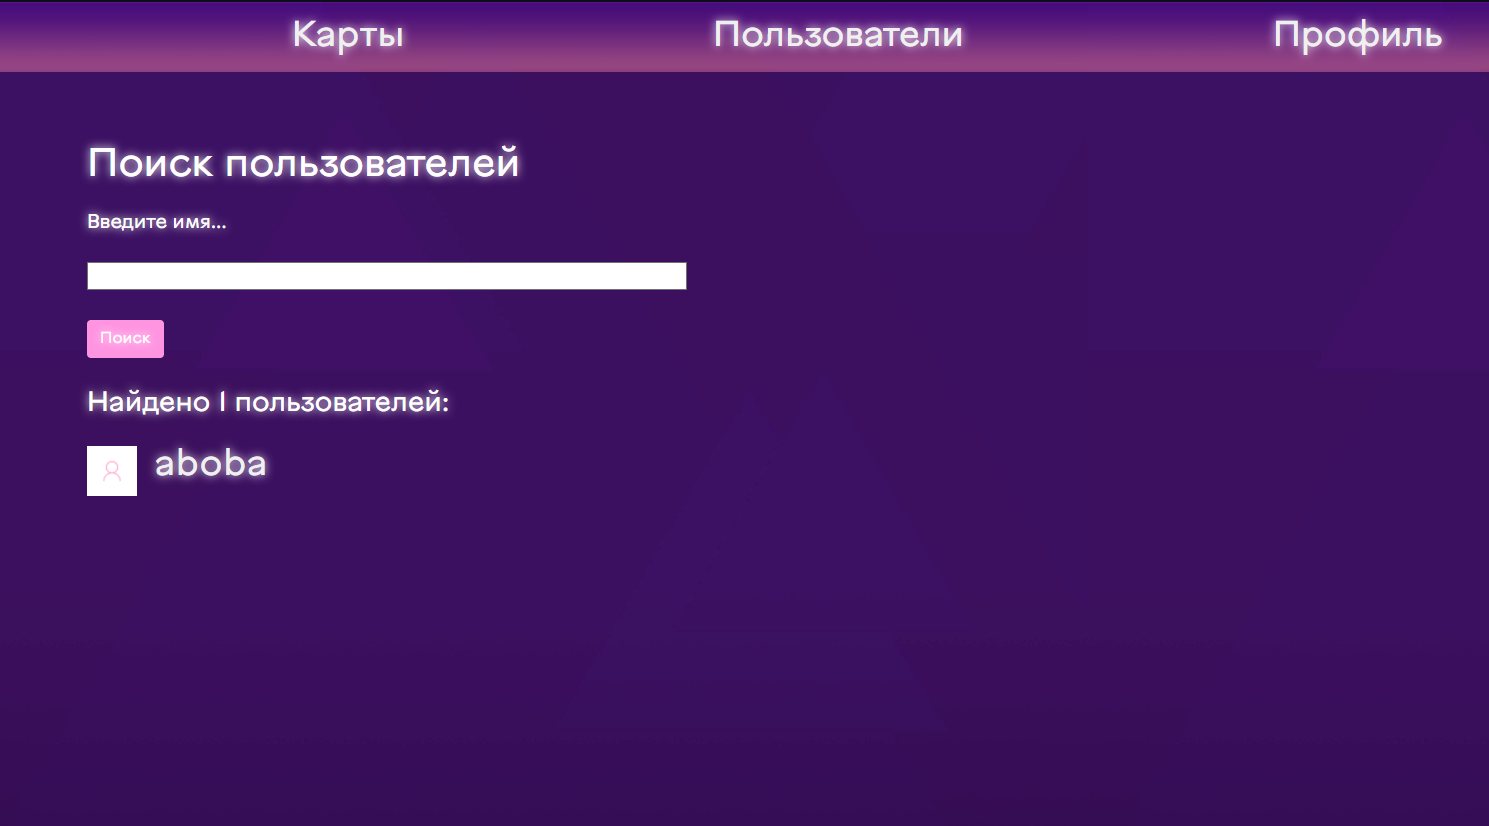 Карты Пользователи Профиль
Поиск пользователей
Введите имя...
Поиск
Найдено 1 пользователей:
aboba